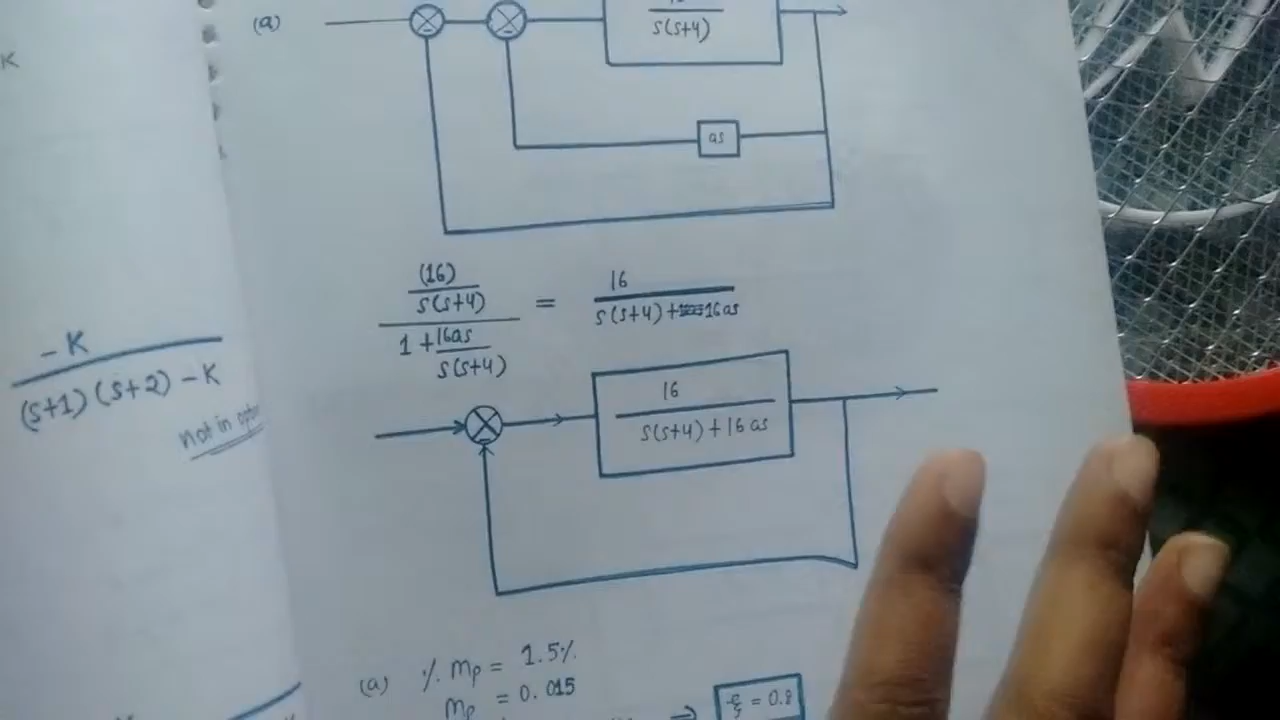 K
(a)
s(s+4)
as
(16)
s(s+4)
1 + 16as
s(s+4)
=
16
s(s+4) + 16as
- K
(s+1) (s+2) - K
not in
16
s(s+4) + 16 as
(a) % Mp = 1.5%
Mp = 0.015
⇒ ξ = 0.8